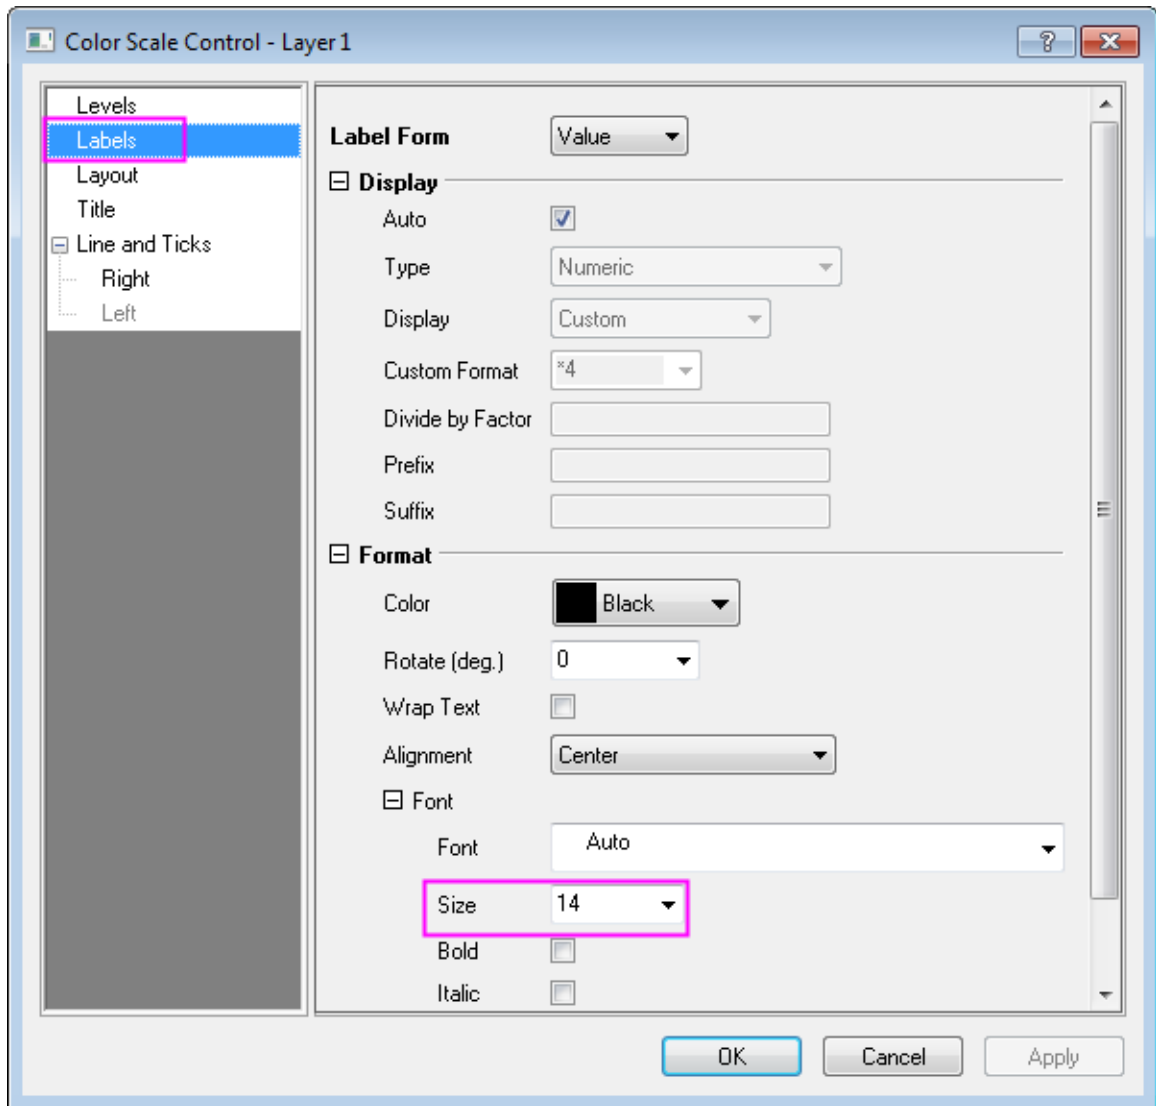 Color Scale Control - Layer 1
?
Levels
Labels
Layout
Title
Line and Ticks
Right
Left
Label Form Value
Display
Auto
Type Numeric
Display Custom
Custom Format *4
Divide by Factor
Prefix
Suffix
Format
Color Black
Rotate (deg.) 0
Wrap Text
Alignment Center
Font
Font Auto
Size 14
Bold
Italic
OK Cancel Apply